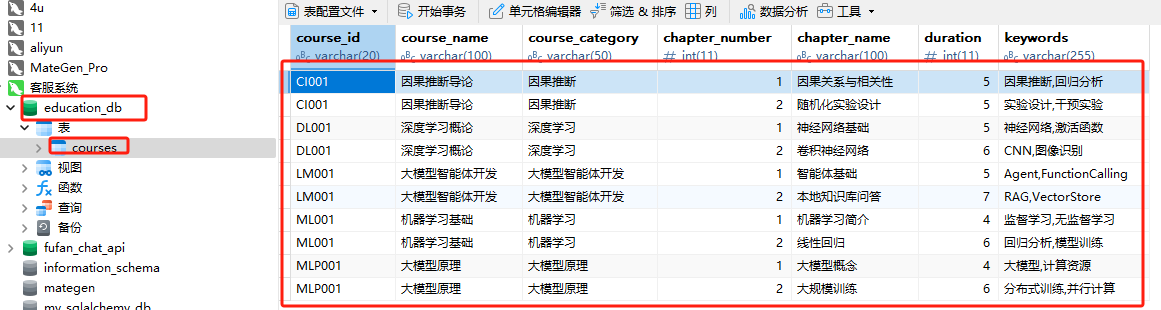 4u
11
aliyun
MateGen_Pro
客服系统
education_db
表
courses
视图
函数
查询
备份
fufan_chat_api
information_schema
mategen
my_sqlalchemy_db
表配置文件 开始事务 单元格编辑器 筛选 & 排序 列 数据分析 工具
course_id course_name course_category chapter_number chapter_name duration keywords
varchar(20) varchar(100) varchar(50) # int(11) varchar(100) # int(11) varchar(255)
CI001 因果推断导论 因果推断 1 因果关系与相关性 5 因果推断,回归分析
CI001 因果推断导论 因果推断 2 随机化实验设计 5 实验设计,干预实验
DL001 深度学习概论 深度学习 1 神经网络基础 5 神经网络,激活函数
DL001 深度学习概论 深度学习 2 卷积神经网络 6 CNN,图像识别
LM001 大模型智能体开发 大模型智能体开发 1 智能体基础 5 Agent,FunctionCalling
LM001 大模型智能体开发 大模型智能体开发 2 本地知识库问答 7 RAG,VectorStore
ML001 机器学习基础 机器学习 1 机器学习简介 4 监督学习,无监督学习
ML001 机器学习基础 机器学习 2 线性回归 6 回归分析,模型训练
MLP001 大模型原理 大模型原理 1 大模型概念 4 大模型,计算资源
MLP001 大模型原理 大模型原理 2 大规模训练 6 分布式训练,并行计算